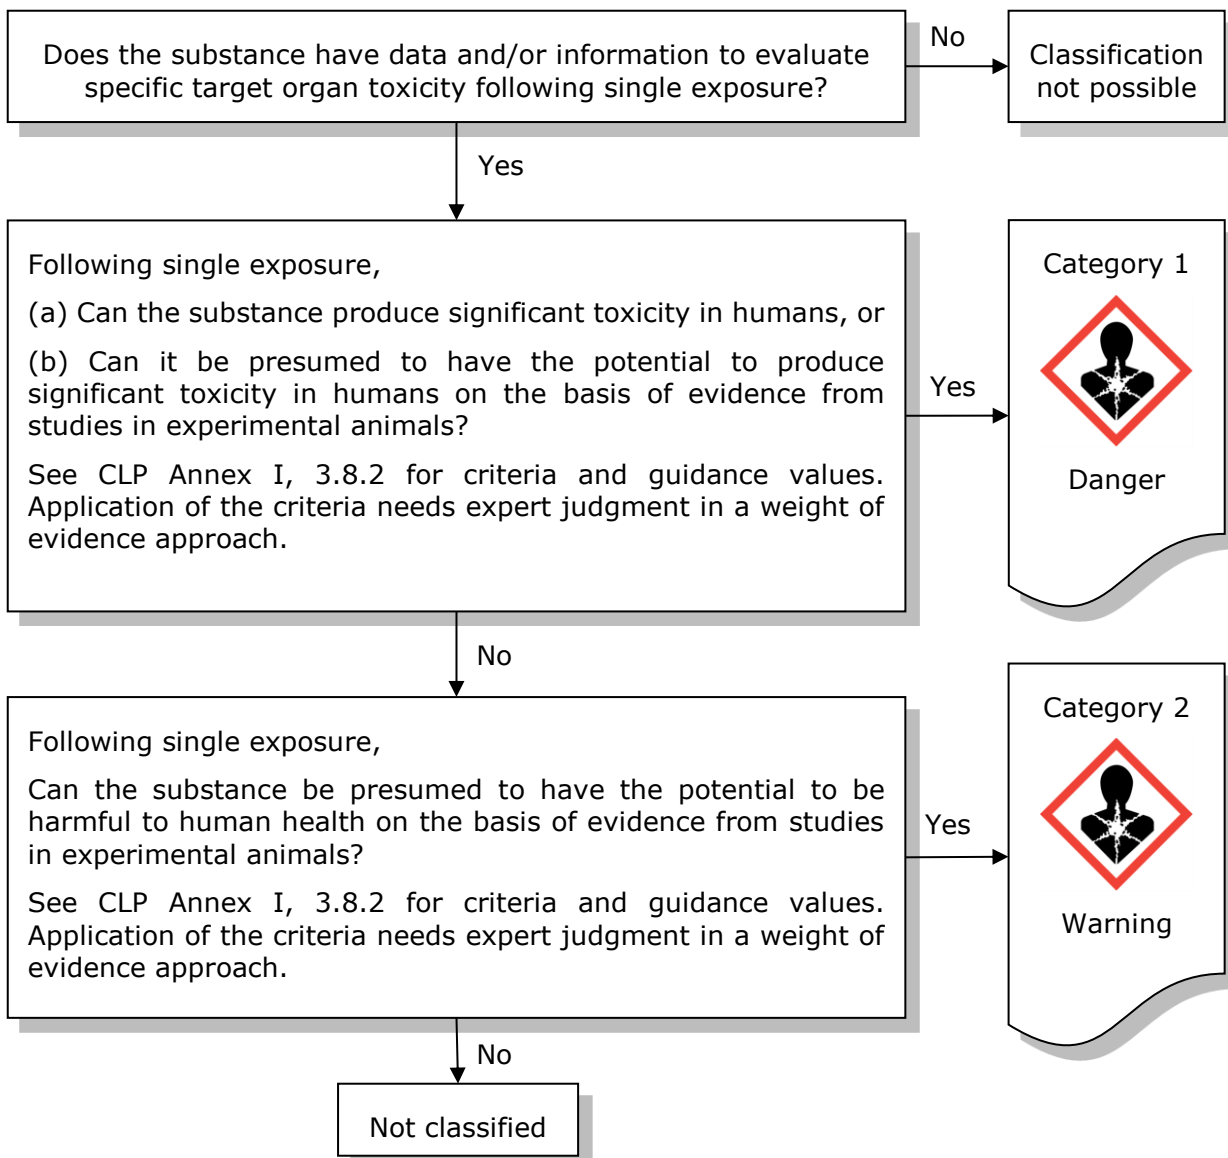 Does the substance have data and/or information to evaluate
specific target organ toxicity following single exposure?
No
Classification
not possible
Yes
Following single exposure,
(a) Can the substance produce significant toxicity in humans, or
(b) Can it be presumed to have the potential to produce
significant toxicity in humans on the basis of evidence from
studies in experimental animals?
See CLP Annex I, 3.8.2 for criteria and guidance values.
Application of the criteria needs expert judgment in a weight of
evidence approach.
Yes
Category 1
Danger
No
Following single exposure,
Can the substance be presumed to have the potential to be
harmful to human health on the basis of evidence from studies
in experimental animals?
See CLP Annex I, 3.8.2 for criteria and guidance values.
Application of the criteria needs expert judgment in a weight of
evidence approach.
Yes
Category 2
Warning
No
Not classified